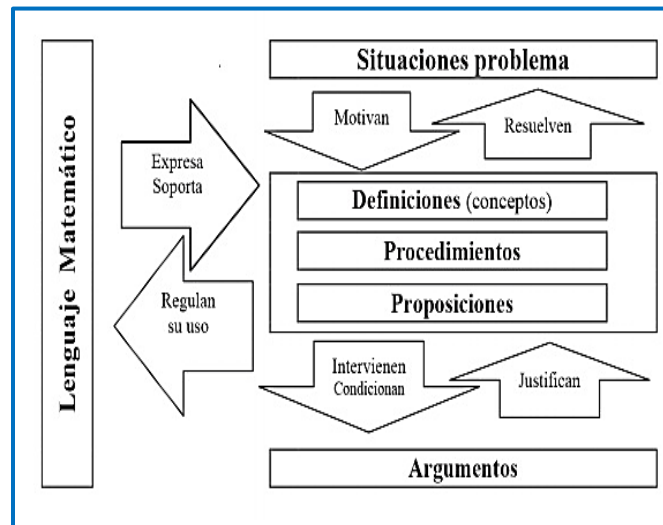 Lenguaje Matemático
Situaciones problema
Motivan
Resuelven
Expresa
Soporta
Definiciones (conceptos)
Procedimientos
Proposiciones
Regulan
su uso
Intervienen
Condicionan
Justifican
Argumentos